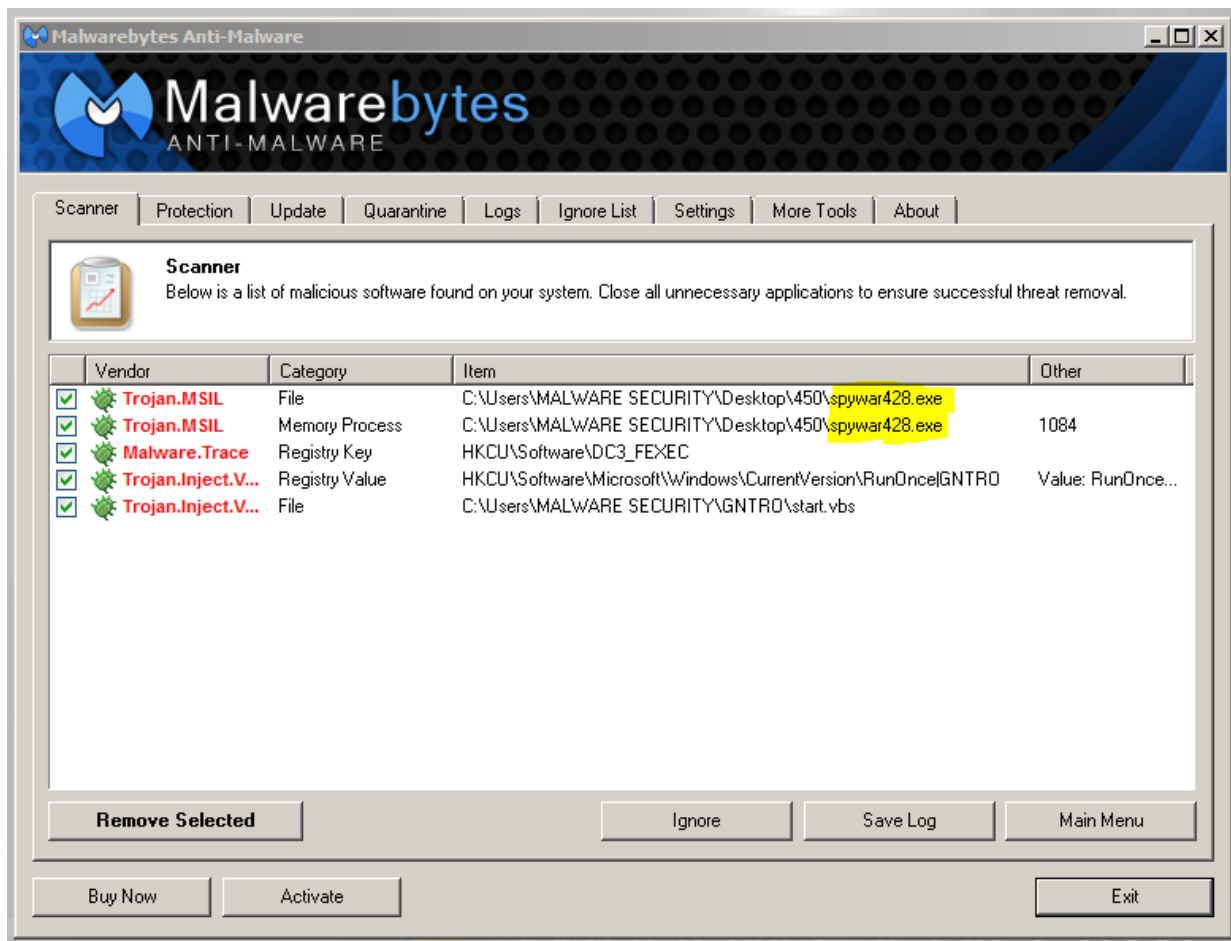 Malwarebytes Anti-Malware
Malwarebytes
ANTI-MALWARE
Scanner Protection Update Quarantine Logs Ignore List Settings More Tools About
Scanner
Below is a list of malicious software found on your system. Close all unnecessary applications to ensure successful threat removal.
Vendor Category Item Other
Trojan.MSIL File C:\Users\MALWARE SECURITY\Desktop\450\spywar428.exe
Trojan.MSIL Memory Process C:\Users\MALWARE SECURITY\Desktop\450\spywar428.exe 1084
Malware.Trace Registry Key HKCU\Software\DC3_FEXEC
Trojan.Inject.V... Registry Value HKCU\Software\Microsoft\Windows\CurrentVersion\RunOnce|GNTRO Value: RunOnce...
Trojan.Inject.V... File C:\Users\MALWARE SECURITY\GNTRO\start.vbs
Remove Selected Ignore Save Log Main Menu
Buy Now Activate Exit